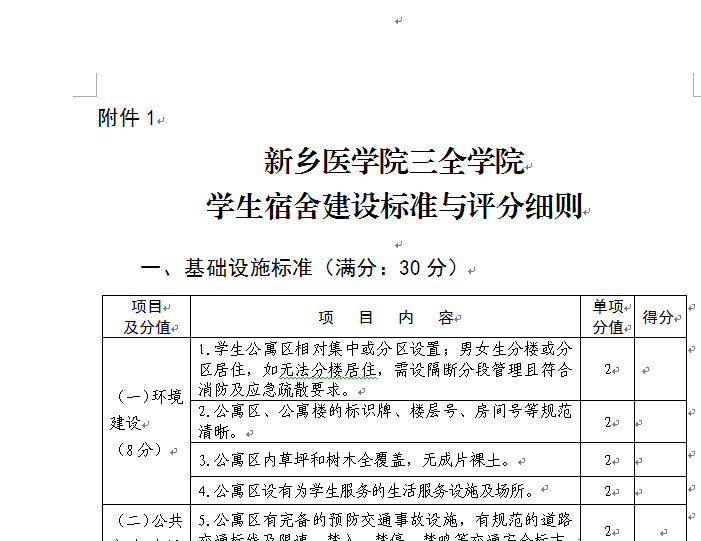 附件 1
新乡医学院三全学院
学生宿舍建设标准与评分细则
一、基础设施标准（满分：30 分）
项目
及分值
项 目 内 容
单项
分值
得分
（一）环境
建设
（8分）
1.学生公寓区相对集中或分区设置；男女生分楼或分
区居住，如无法分楼居住，需设隔断分段管理且符合
消防及应急疏散要求。
2
2.公寓区、公寓楼的标识牌、楼层号、房间号等规范
清晰。
2
3.公寓区内草坪和树木全覆盖，无成片裸土。
2
4.公寓区设有为学生服务的生活服务设施及场所。
2
（二）公共
5.公寓区有完备的预防交通事故设施，有规范的道路
2